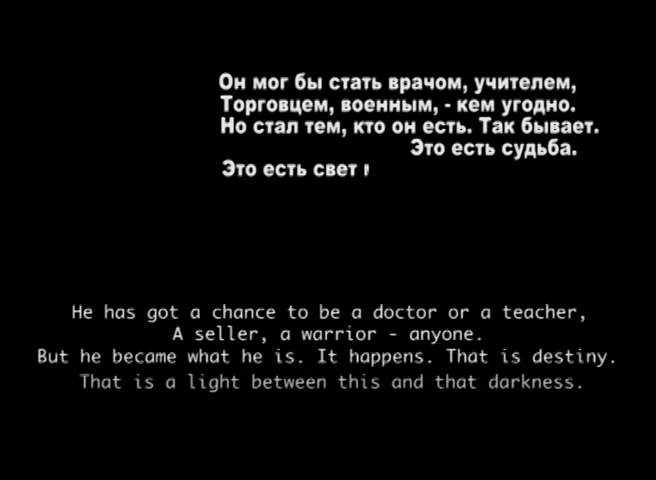 Он мог бы стать врачом, учителем,
Торговцем, военным, - кем угодно.
Но стал тем, кто он есть. Так бывает.
Это есть судьба.
Это есть свет
He has got a chance to be a doctor or a teacher,
A seller, a warrior - anyone.
But he became what he is. It happens. That is destiny.
That is a light between this and that darkness.